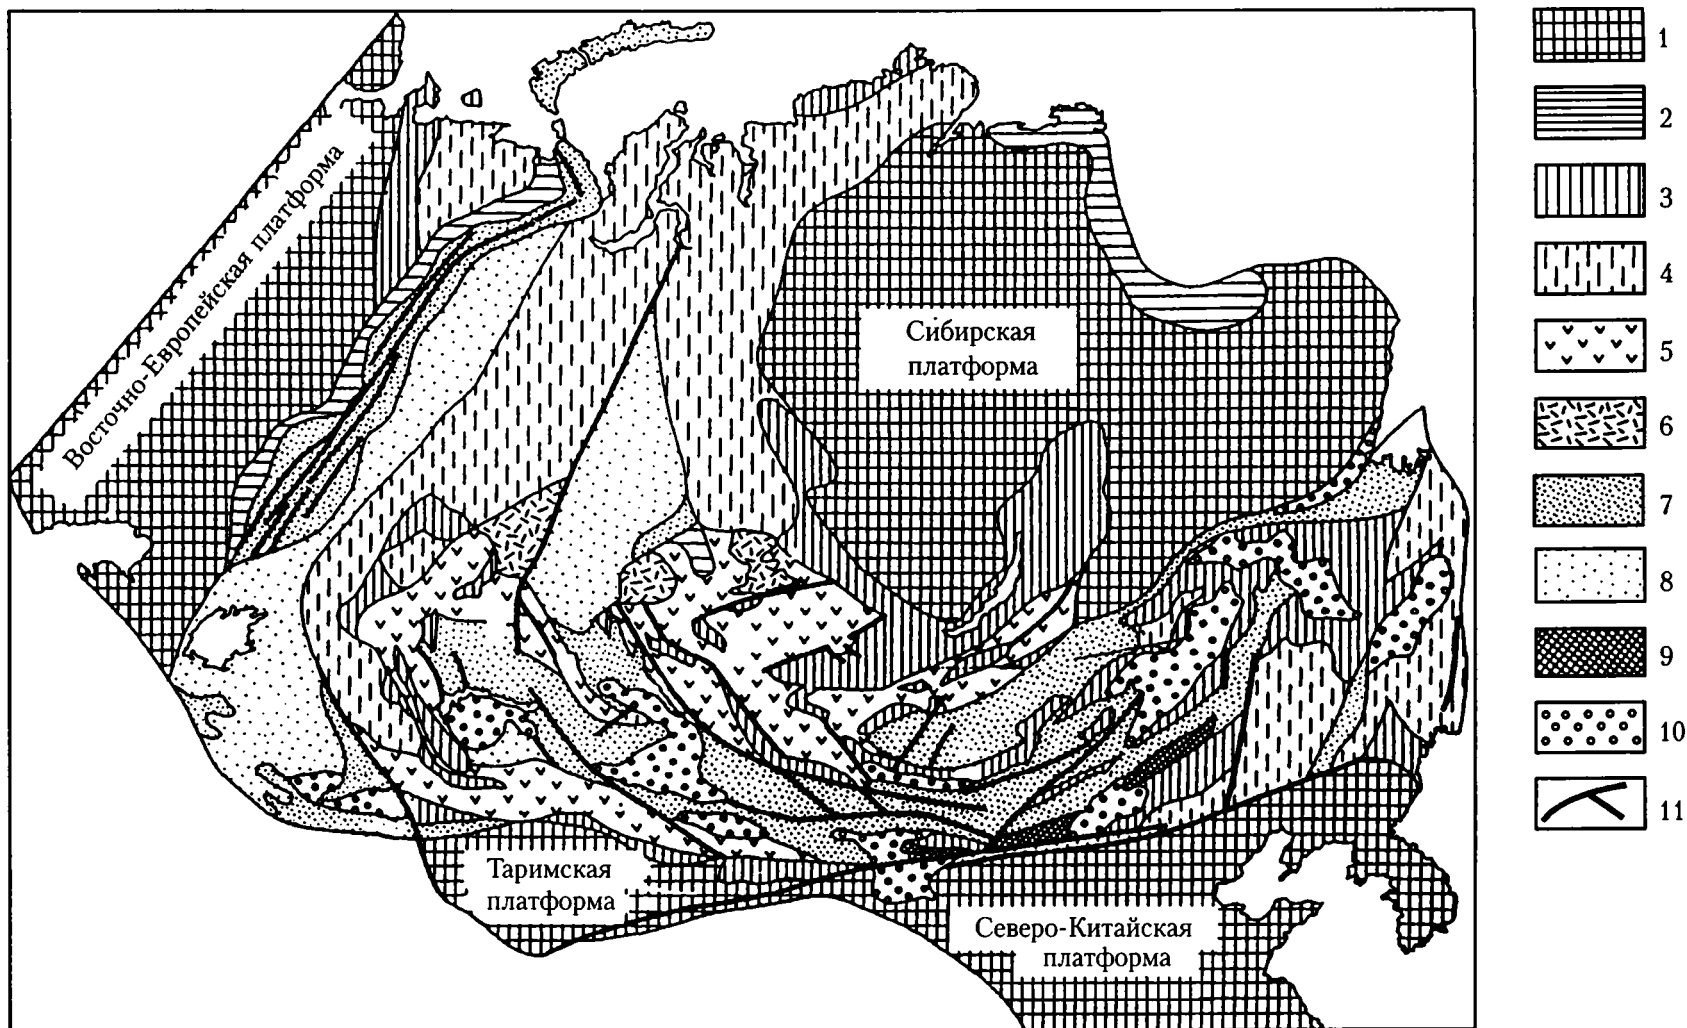 Восточно-Европейская платформа
Сибирская
платформа
Таримская
платформа
Северо-Китайская
платформа
1
2
3
4
5
6
7
8
9
10
11